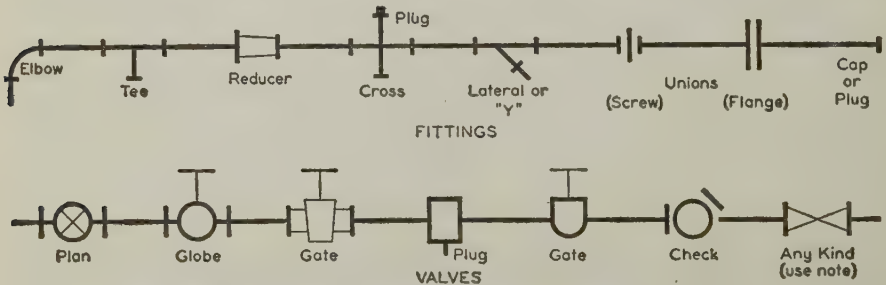 Plug
Elbow
Tee
Reducer
Cross
Lateral or
"Y"
(Screw)
Unions
(Flange)
Cap
or
Plug
FITTINGS
Plan
Globe
Gate
Plug
Gate
Check
Any Kind
(use note)
VALVES